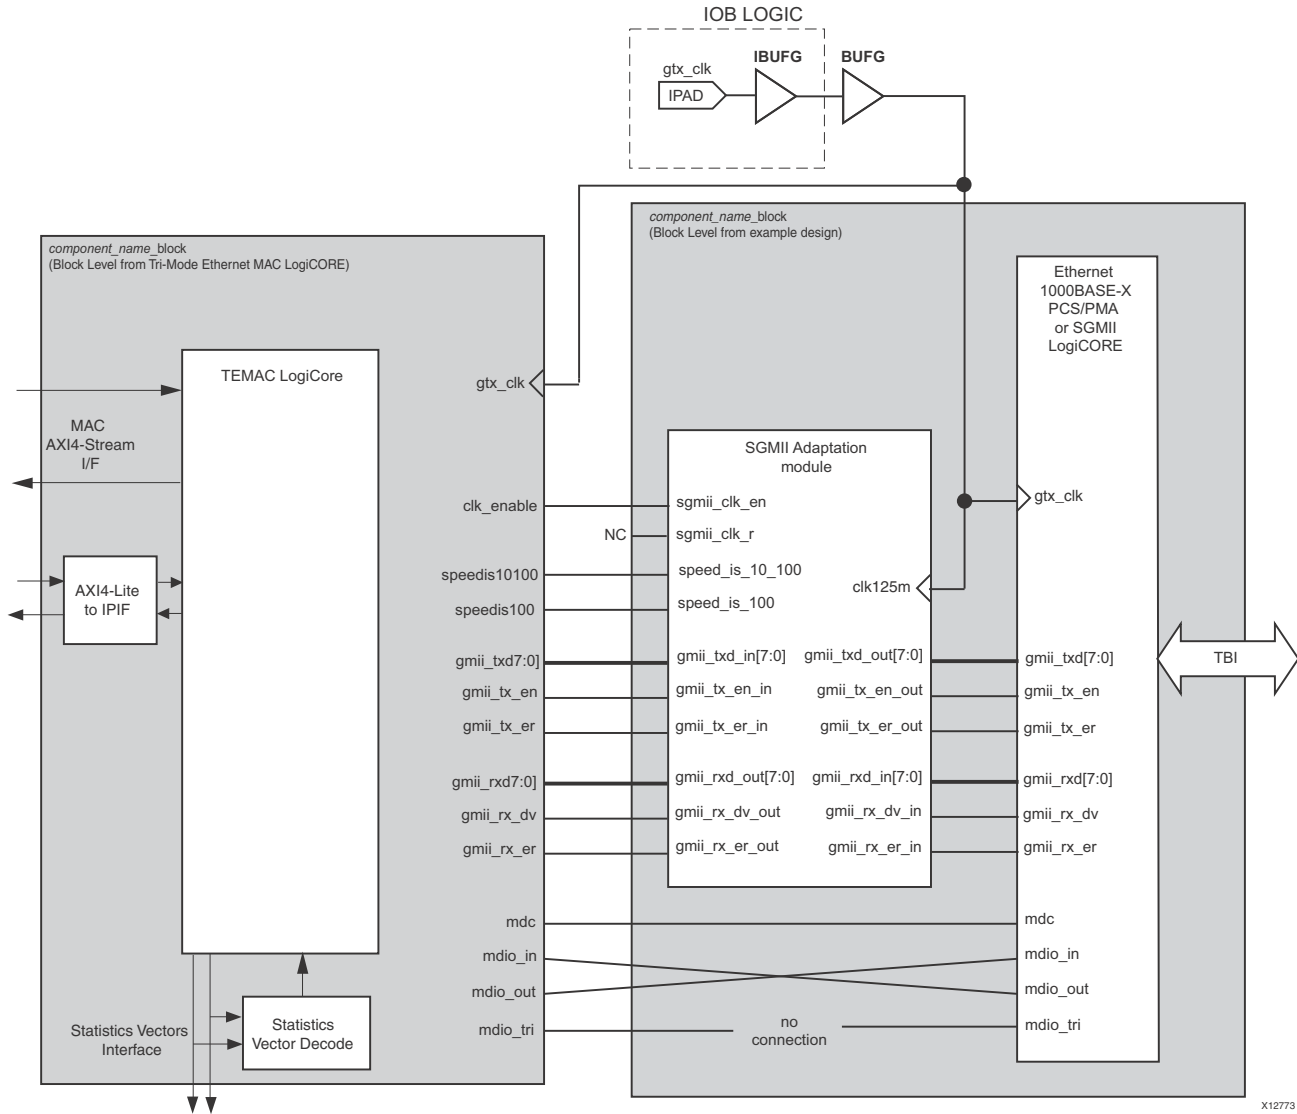 IOB LOGIC
gtx_clk
IPAD
IBUFG
BUFG
component_name_block
(Block Level from Tri-Mode Ethernet MAC LogiCORE)
component_name_block
(Block Level from example design)
TEMAC LogiCore
MAC
AXI4-Stream
I/F
AXI4-Lite
to IPIF
Statistics Vectors
Interface
Statistics
Vector Decode
gtx_clk
clk_enable
NC
speedis10100
speedis100
gmii_txd7:0]
gmii_tx_en
gmii_tx_er
gmii_rxd7:0]
gmii_rx_dv
gmii_rx_er
mdc
mdio_in
mdio_out
mdio_tri
no
connection
SGMII Adaptation
module
sgmii_clk_en
sgmii_clk_r
speed_is_10_100
speed_is_100
clk125m
gmii_txd_in[7:0]
gmii_txd_out[7:0]
gmii_tx_en_in
gmii_tx_en_out
gmii_tx_er_in
gmii_tx_er_out
gmii_rxd_out[7:0]
gmii_rxd_in[7:0]
gmii_rx_dv_out
gmii_rx_dv_in
gmii_rx_er_out
gmii_rx_er_in
Ethernet
1000BASE-X
PCS/PMA
or SGMII
LogiCORE
gtx_clk
gmii_txd[7:0]
gmii_tx_en
gmii_tx_er
gmii_rxd[7:0]
gmii_rx_dv
gmii_rx_er
mdc
mdio_in
mdio_out
mdio_tri
TBI
X12773